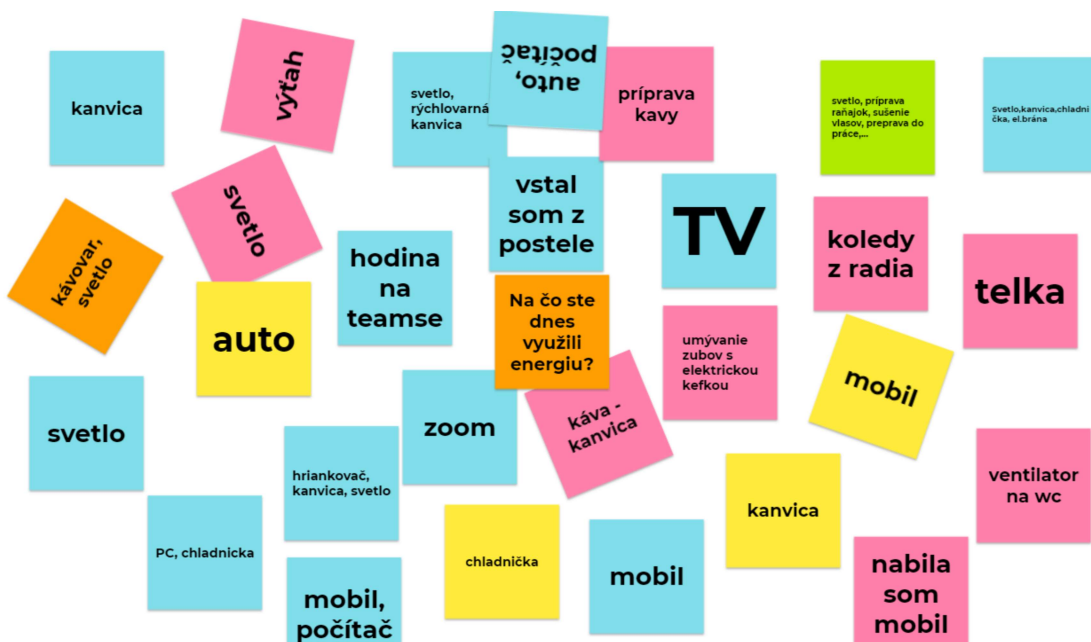 kanvica
výťah
svetlo,
rýchlovarná
kanvica
auto,
počítač
príprava
kavy
svetlo, príprava
raňajok, sušenie
vlasov, preprava do
práce,...
Svetlo,kanvica,chladni
čka, el.brána
svetlo
vstal
som z
postele
TV
koledy
z radia
kávovar,
svetlo
hodina
na
teamse
telka
auto
Na čo ste
dnes
využili
energiu?
umývanie
zubov s
elektrickou
kefkou
mobil
svetlo
zoom
káva -
kanvica
hriankovač,
kanvica, svetlo
ventilator
na wc
kanvica
PC, chladnicka
chladnička
mobil
nabila
som
mobil
mobil,
počítač